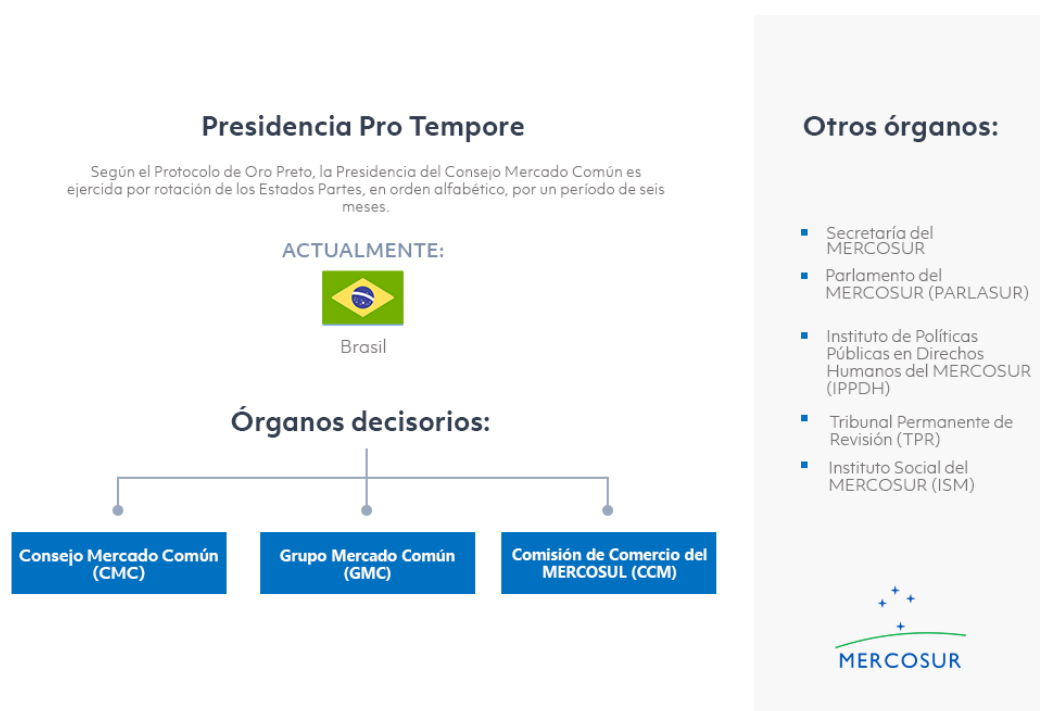 Presidencia Pro Tempore
Según el Protocolo de Oro Preto, la Presidencia del Consejo Mercado Común es
ejercida por rotación de los Estados Partes, en orden alfabético, por un período de seis
meses.
ACTUALMENTE:
Brasil
Órganos decisorios:
Consejo Mercado Común
(CMC)
Grupo Mercado Común
(GMC)
Comisión de Comercio del
MERCOSUL (CCM)
Otros órganos:
Secretaría del
MERCOSUR
Parlamento del
MERCOSUR (PARLASUR)
Instituto de Políticas
Públicas en Direchos
Humanos del MERCOSUR
(IPPDH)
Tribunal Permanente de
Revisión (TPR)
Instituto Social del
MERCOSUR (ISM)
MERCOSUR